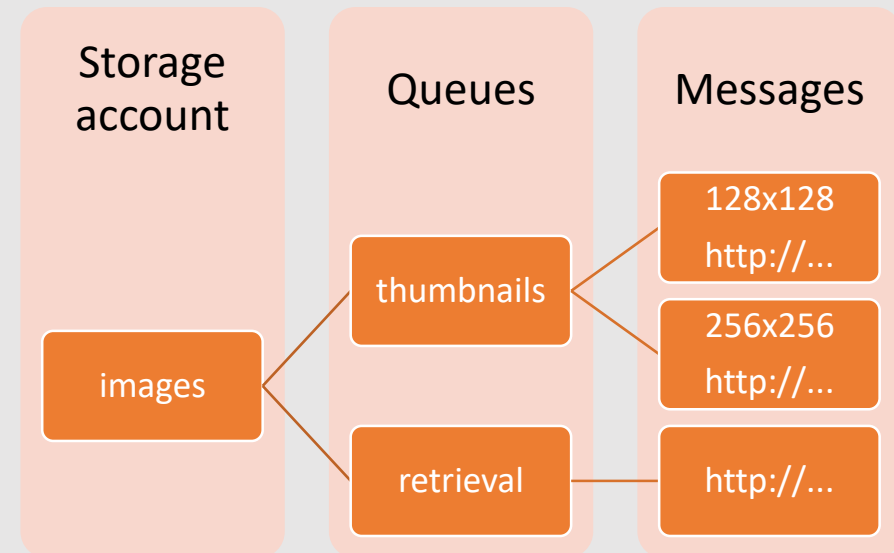 Storage
account
Queues
Messages
images
thumbnails
retrieval
128x128
http://...
256x256
http://...
http://...